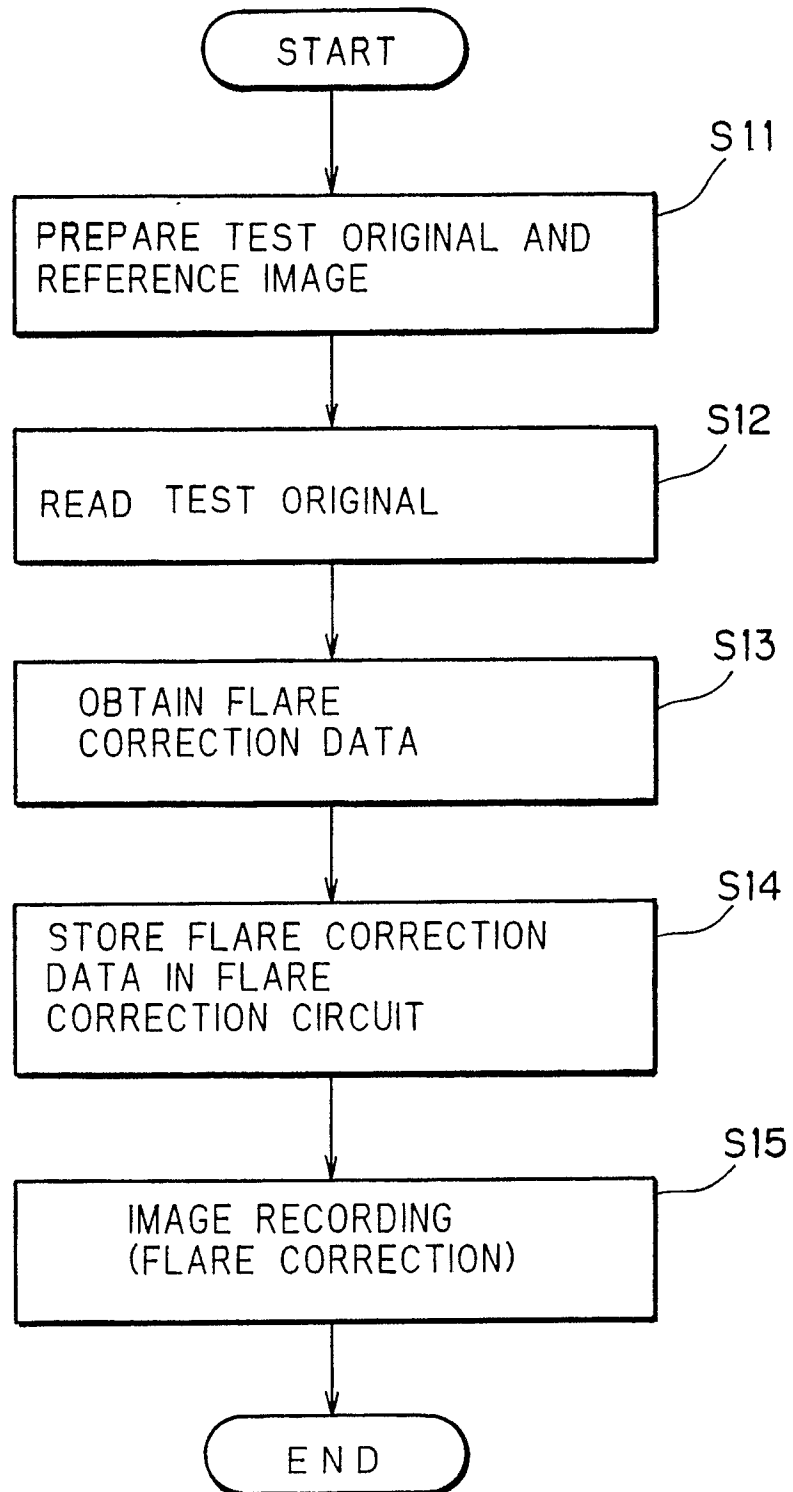 START
S11
PREPARE TEST ORIGINAL AND
REFERENCE IMAGE
S12
READ TEST ORIGINAL
S13
OBTAIN FLARE
CORRECTION DATA
S14
STORE FLARE CORRECTION
DATA IN FLARE
CORRECTION CIRCUIT
S15
IMAGE RECORDING
(FLARE CORRECTION)
END